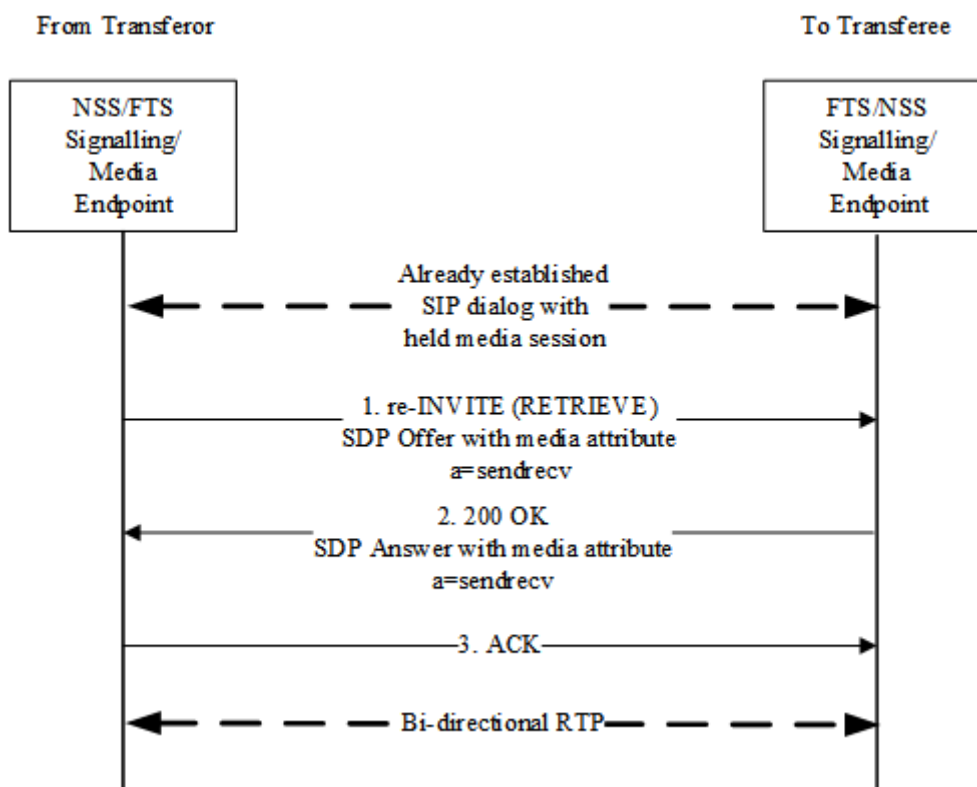 From Transferor
To Transferee
NSS/FTS
Signalling/
Media
Endpoint
FTS/NSS
Signalling/
Media
Endpoint
Already established
SIP dialog with
held media session
1. re-INVITE (RETRIEVE)
SDP Offer with media attribute
a=sendrecv
2. 200 OK
SDP Answer with media attribute
a=sendrecv
3. ACK
Bi-directional RTP